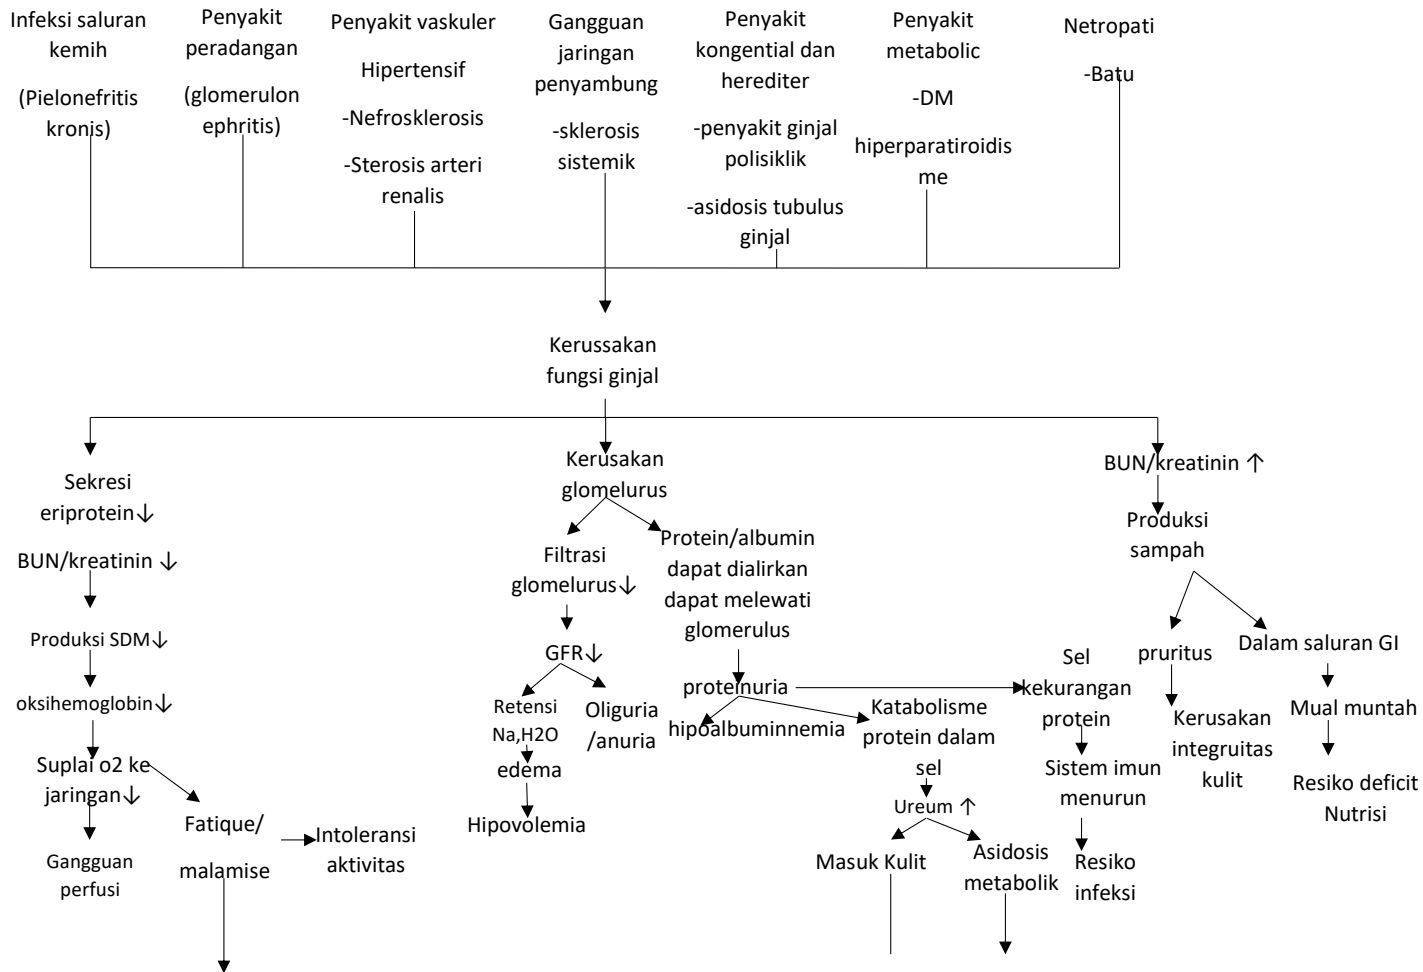 Infeksi saluran
kemih
(Pielonefritis
kronis)
Penyakit
peradangan
(glomerulon
ephritis)
Penyakit vaskuler
Hipertensif
-Nefrosklerosis
-Sterosis arteri
renalis
Gangguan
jaringan
penyambung
-sklerosis
sistemik
Penyakit
kongential dan
herediter
-penyakit ginjal
polisiklik
-asidosis tubulus
ginjal
Penyakit
metabolic
-DM
hiperparatiroidis
me
Netropati
-Batu
Kerussakan
fungsi ginjal
Sekresi
eriprotein↓
BUN/kreatinin ↓
Produksi SDM↓
oksihemoglobin↓
Suplai o2 ke
jaringan↓
Gangguan
perfusi
Fatique/
malamise
Intoleransi
aktivitas
Kerusakan
glomelurus
Filtrasi
glomelurus↓
GFR↓
Retensi
Na,H2O
edema
Hipovolemia
Oliguria
/anuria
Protein/albumin
dapat dialirkan
dapat melewati
glomerulus
proteinuria
hipoalbuminnemia
Katabolisme
protein dalam
sel
Ureum ↑
Masuk Kulit
Asidosis
metabolik
Sel
kekurangan
protein
Sistem imun
menurun
Resiko
infeksi
BUN/kreatinin ↑
Produksi
sampah
pruritus
Kerusakan
integruitas
kulit
Dalam saluran GI
Mual muntah
Resiko deficit
Nutrisi